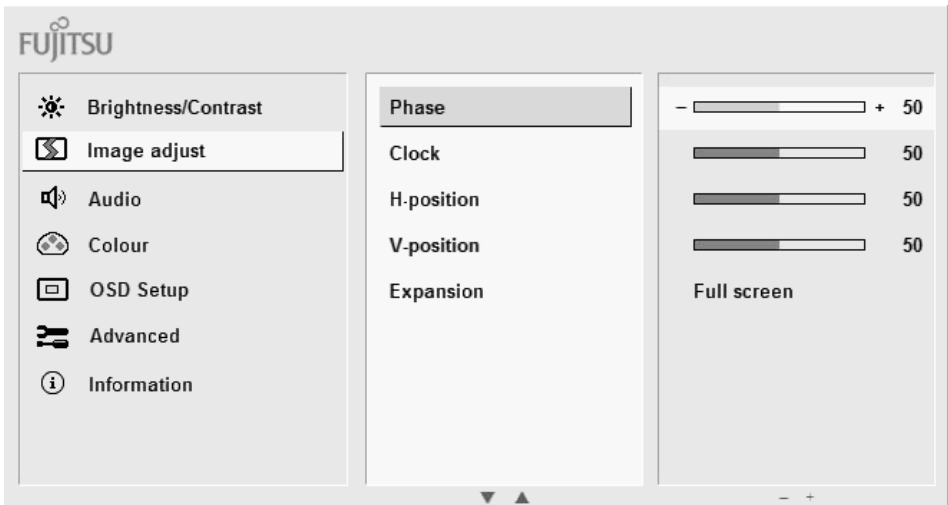 FUJITSU
Brightness/Contrast
Image adjust
Audio
Colour
OSD Setup
Advanced
Information
Phase
Clock
H-position
V-position
Expansion
− + 50
50
50
50
Full screen
▼ ▲
− +